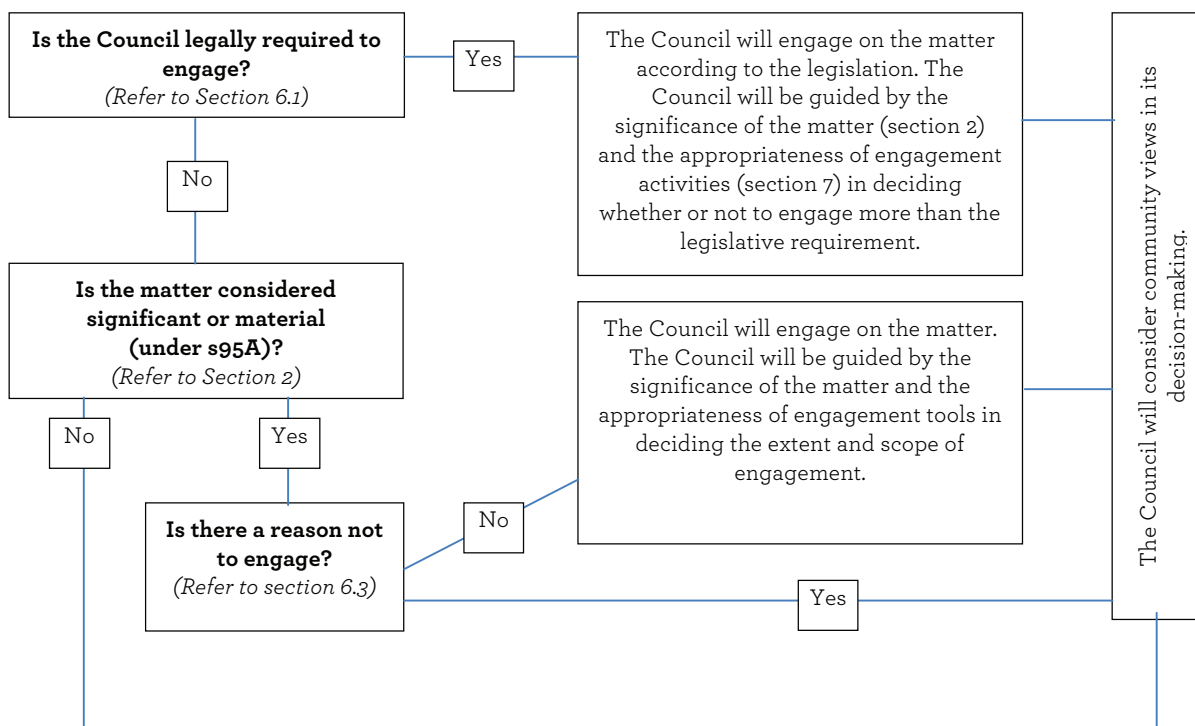 Is the Council legally required to
engage?
(Refer to Section 6.1)
Yes
The Council will engage on the matter
according to the legislation. The
Council will be guided by the
significance of the matter (section 2)
and the appropriateness of engagement
activities (section 7) in deciding
whether or not to engage more than the
legislative requirement.
The Council will consider community views in its
decision-making.
No
Is the matter considered
significant or material
(under s95A)?
(Refer to Section 2)
The Council will engage on the matter.
The Council will be guided by the
significance of the matter and the
appropriateness of engagement tools in
deciding the extent and scope of
engagement.
No
Yes
Is there a reason not
to engage?
(Refer to section 6.3)
No
Yes